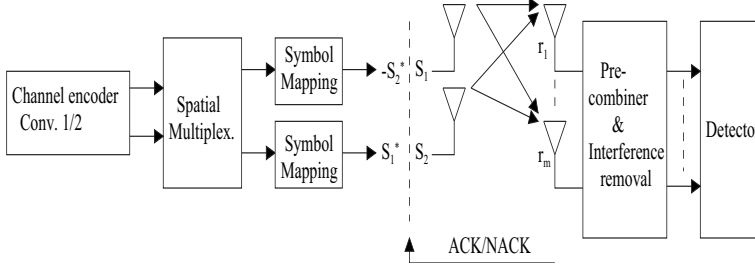 Channel encoder
Conv. 1/2
Spatial
Multiplex.
Symbol
Mapping
Symbol
Mapping
-S2* S1
S1* S2
r1
rm
Pre-
combiner
&
Interference
removal
Detecto
ACK/NACK